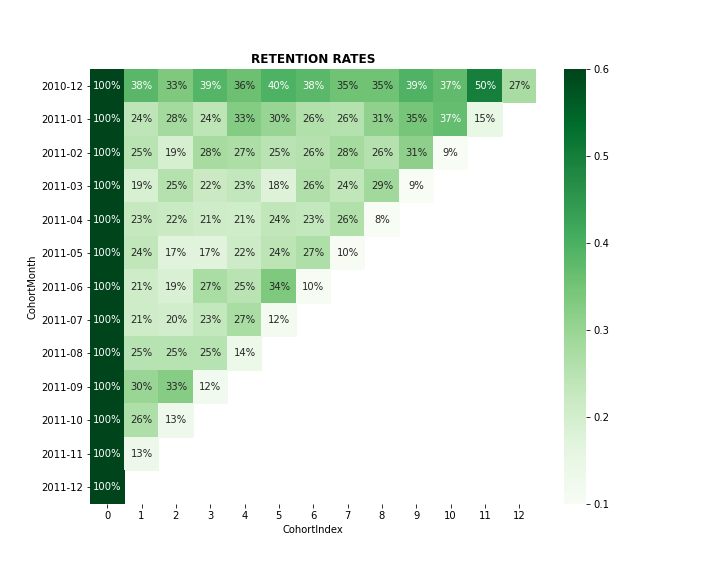 RETENTION RATES
2010-12 100% 38% 33% 39% 36% 40% 38% 35% 35% 39% 37% 50% 27%
2011-01 100% 24% 28% 24% 33% 30% 26% 26% 31% 35% 37% 15%
2011-02 100% 25% 19% 28% 27% 25% 26% 28% 26% 31% 9%
2011-03 100% 19% 25% 22% 23% 18% 26% 24% 29% 9%
2011-04 100% 23% 22% 21% 21% 24% 23% 26% 8%
2011-05 100% 24% 17% 17% 22% 24% 27% 10%
2011-06 100% 21% 19% 27% 25% 34% 10%
2011-07 100% 21% 20% 23% 27% 12%
2011-08 100% 25% 25% 25% 14%
2011-09 100% 30% 33% 12%
2011-10 100% 26% 13%
2011-11 100% 13%
2011-12 100%
0 1 2 3 4 5 6 7 8 9 10 11 12
CohortIndex
CohortMonth
0.6
0.5
0.4
0.3
0.2
0.1